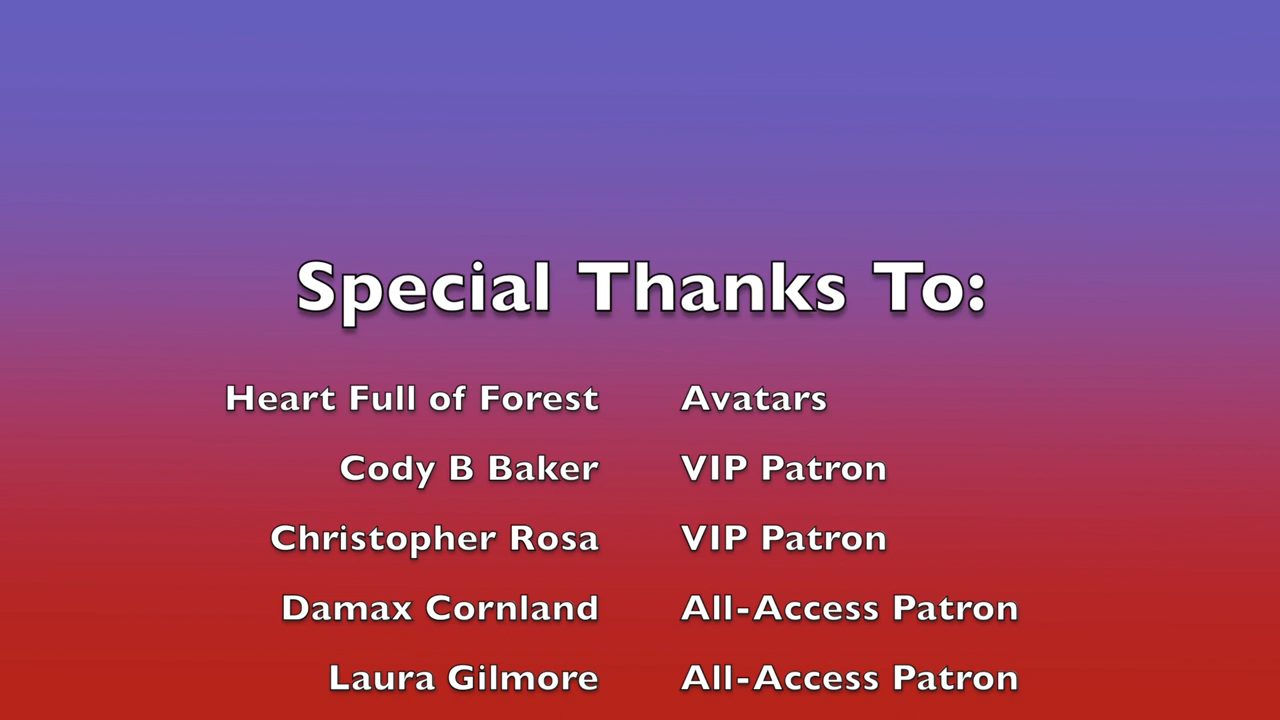 Special Thanks To:
Heart Full of Forest Avatars
Cody B Baker VIP Patron
Christopher Rosa VIP Patron
Damax Cornland All-Access Patron
Laura Gilmore All-Access Patron